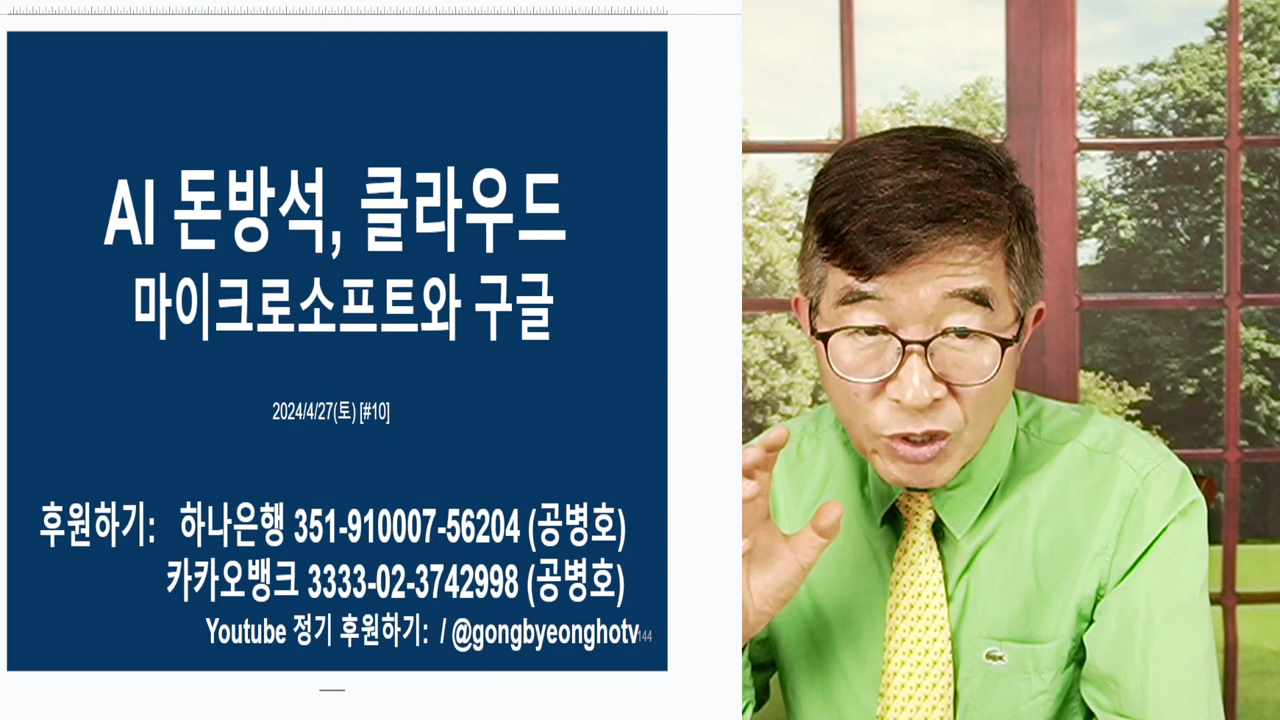 AI 돈방석, 클라우드
마이크로소프트와 구글
2024/4/27(토) [#10]
후원하기: 하나은행 351-910007-56204 (공병호)
카카오뱅크 3333-02-3742998 (공병호)
Youtube 정기 후원하기: / @gongbyeonghotv
144